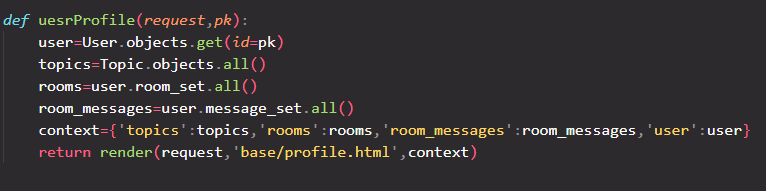 def uesrProfile(request,pk):
    user=User.objects.get(id=pk)
    topics=Topic.objects.all()
    rooms=user.room_set.all()
    room_messages=user.message_set.all()
    context={'topics':topics,'rooms':rooms,'room_messages':room_messages,'user':user}
    return render(request,'base/profile.html',context)